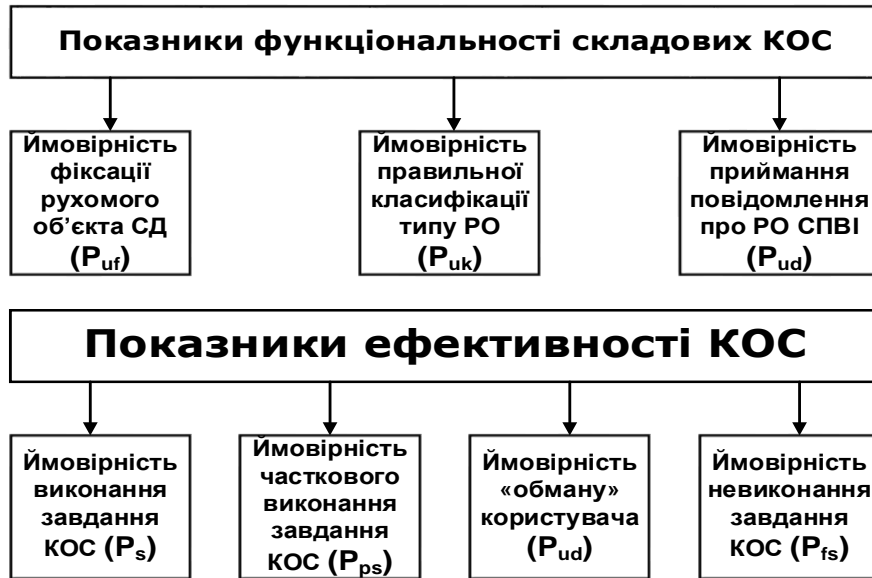 Показники функціональності складових КОС
Ймовірність
фіксації
рухомого
об’єкта СД
(Puf)
Ймовірність
правильної
класифікації
типу РО
(Puk)
Ймовірність
приймання
повідомлення
про РО СПВІ
(Pud)
Показники ефективності КОС
Ймовірність
виконання
завдання
КОС (Ps)
Ймовірність
часткового
виконання
завдання
КОС (Pps)
Ймовірність
«обману»
користувача
(Pud)
Ймовірність
невиконання
завдання
КОС (Pfs)